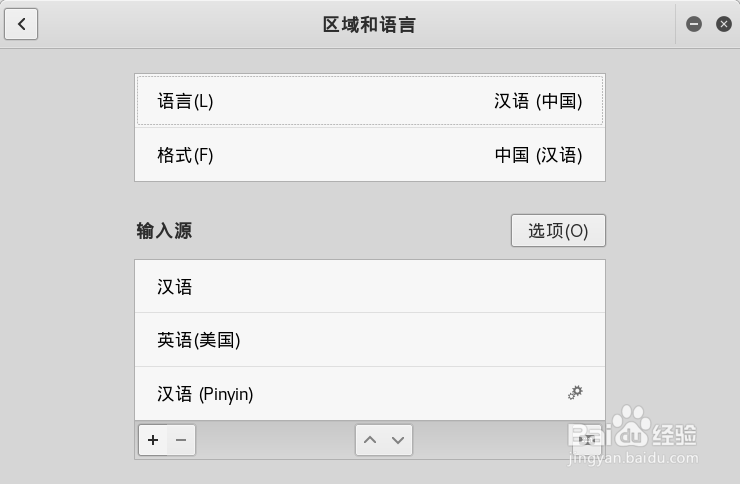 区域和语言
语言(L) 汉语 (中国)
格式(F) 中国 (汉语)
输入源 选项(O)
汉语
英语(美国)
汉语 (Pinyin)
Baidu 经验
jingyan.baidu.com